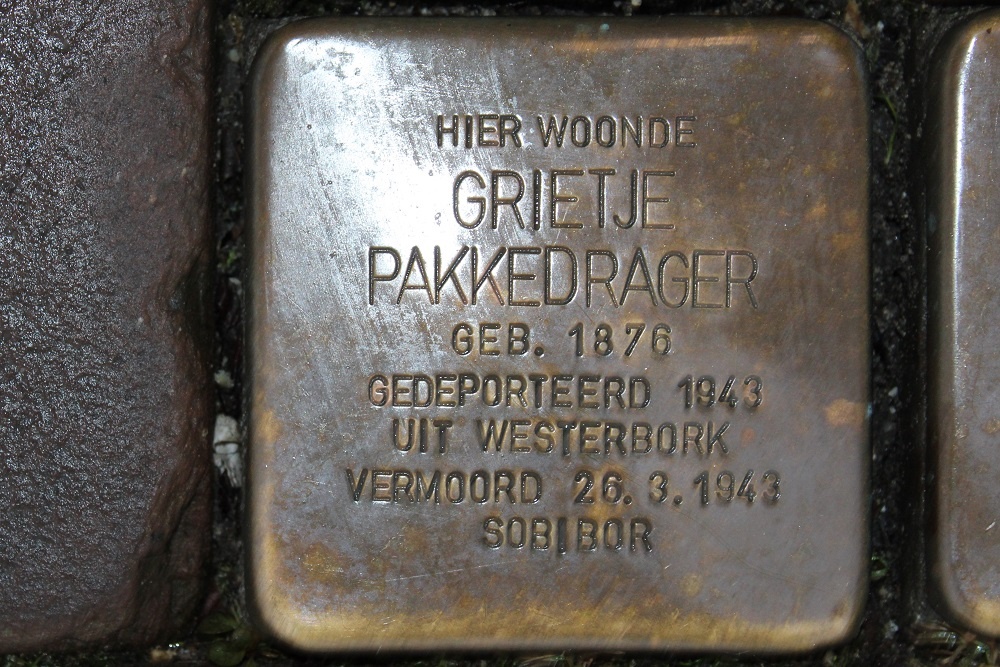 HIER WOONDE
GRIETJE
PAKKEDRAGER
GEB. 1876
GEDEPORTEERD 1943
UIT WESTERBORK
VERMOORD 26.3.1943
SOBIBOR